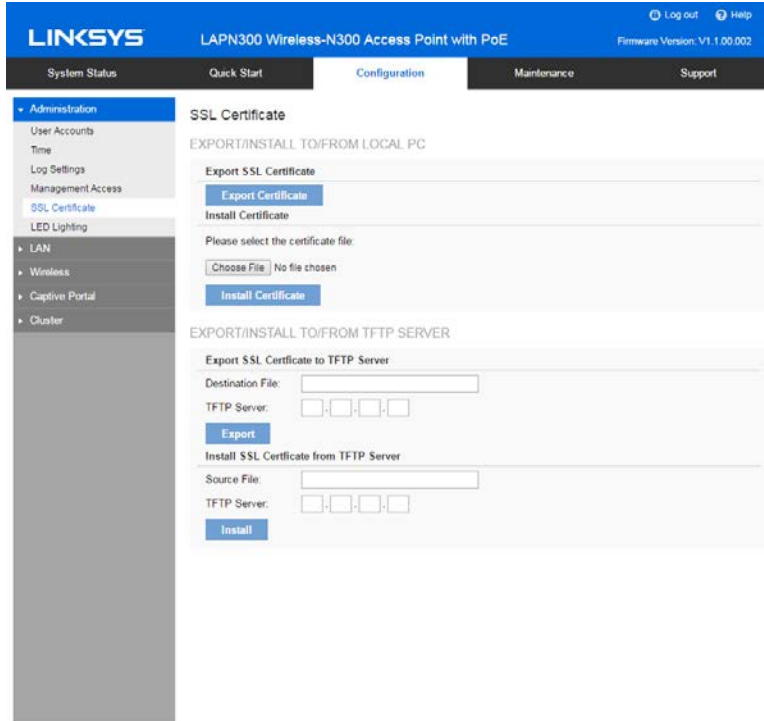 Log out Help
LINKSYS LAPN300 Wireless-N300 Access Point with PoE Firmware Version: V1.1.00.002
System Status Quick Start Configuration Maintenance Support
Administration
User Accounts
Time
Log Settings
Management Access
SSL Certificate
LED Lighting
LAN
Wireless
Captive Portal
Cluster
SSL Certificate
EXPORT/INSTALL TO/FROM LOCAL PC
Export SSL Certificate
Export Certificate
Install Certificate
Please select the certificate file:
Choose File No file chosen
Install Certificate
EXPORT/INSTALL TO/FROM TFTP SERVER
Export SSL Certficate to TFTP Server
Destination File:
TFTP Server: . . .
Export
Install SSL Certficate from TFTP Server
Source File:
TFTP Server: . . .
Install